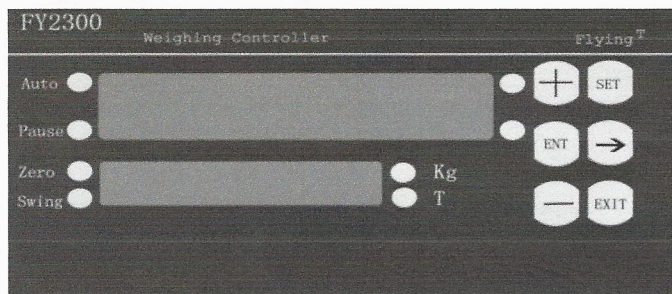 FY2300
Weighing Controller
Flying T
Auto
+ SET
Pause
ENT →
Zero
Kg
Swing
T
— EXIT